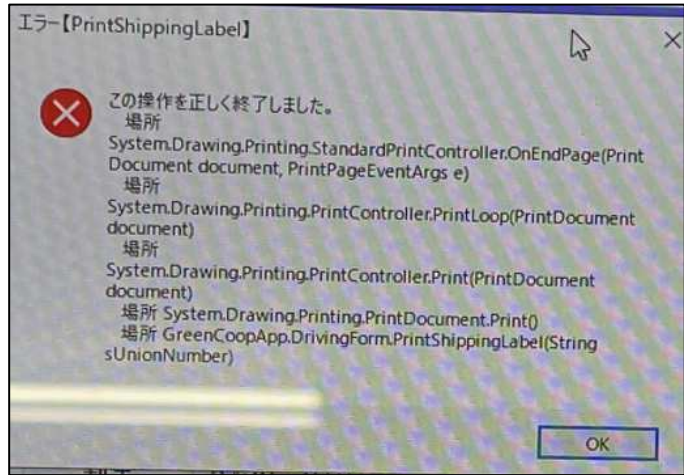 エラー【PrintShippingLabel】
この操作を正しく終了しました。
場所
System.Drawing.Printing.StandardPrintController.OnEndPage(Print
Document document, PrintPageEventArgs e)
場所
System.Drawing.Printing.PrintController.PrintLoop(PrintDocument
document)
場所
System.Drawing.Printing.PrintController.Print(PrintDocument
document)
場所 System.Drawing.Printing.PrintDocument.Print()
場所 GreenCoopApp.DrivingForm.PrintShippingLabel(String
sUnionNumber)
OK